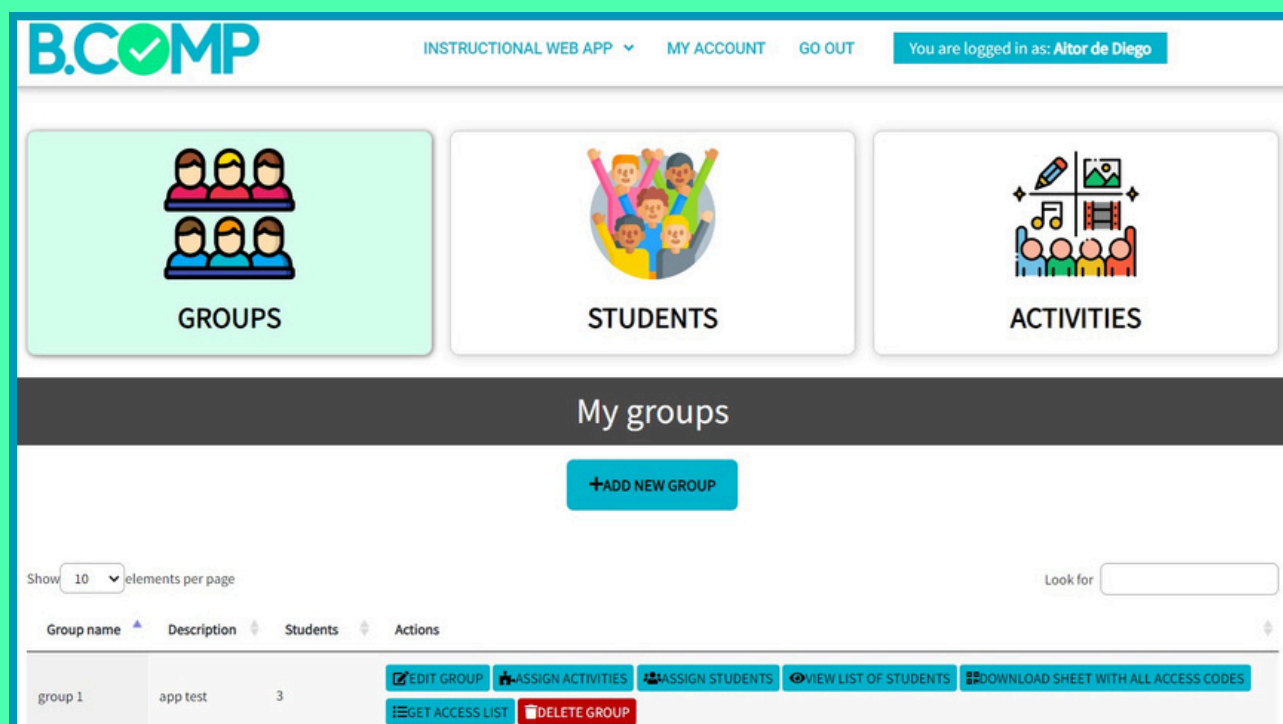 B.COMP
INSTRUCTIONAL WEB APP MY ACCOUNT GO OUT You are logged in as: Aitor de Diego
GROUPS STUDENTS ACTIVITIES
My groups
+ADD NEW GROUP
Show 10 elements per page Look for
Group name Description Students Actions
group 1 app test 3 EDIT GROUP ASSIGN ACTIVITIES ASSIGN STUDENTS VIEW LIST OF STUDENTS DOWNLOAD SHEET WITH ALL ACCESS CODES
GET ACCESS LIST DELETE GROUP